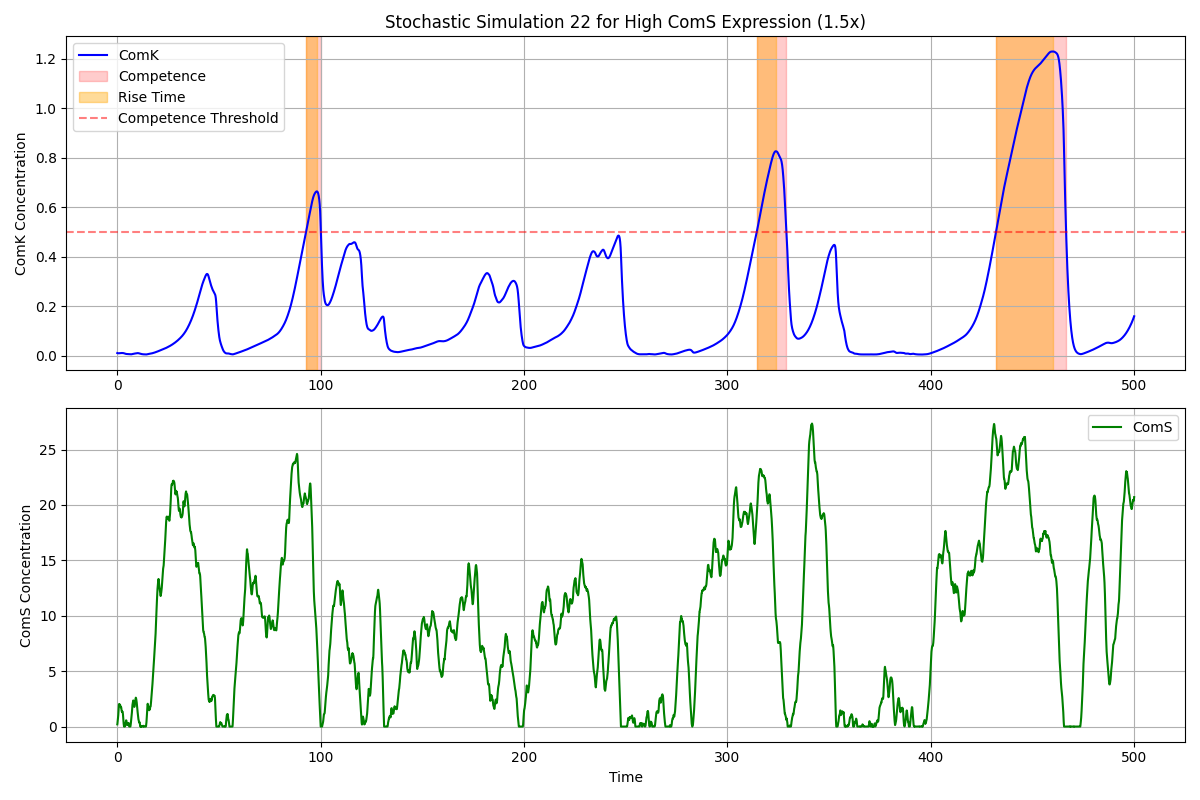 Stochastic Simulation 22 for High ComS Expression (1.5x)
ComK
Competence
Rise Time
Competence Threshold
ComK Concentration
1.2
1.0
0.8
0.6
0.4
0.2
0.0
0 100 200 300 400 500
ComS
ComS Concentration
25
20
15
10
5
0
0 100 200 300 400 500
Time